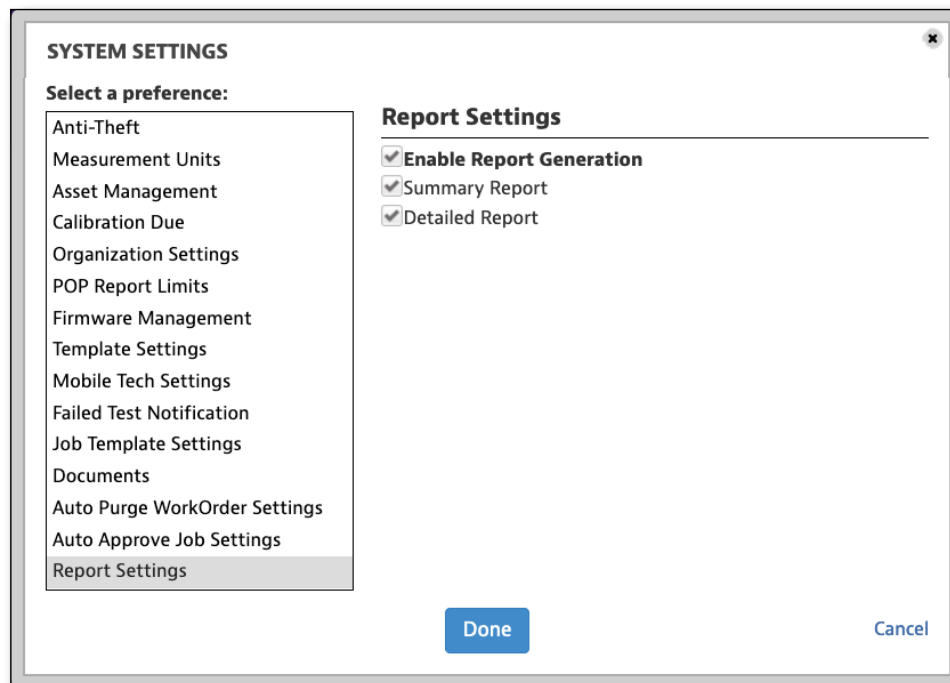 SYSTEM SETTINGS
Select a preference:
Anti-Theft
Measurement Units
Asset Management
Calibration Due
Organization Settings
POP Report Limits
Firmware Management
Template Settings
Mobile Tech Settings
Failed Test Notification
Job Template Settings
Documents
Auto Purge WorkOrder Settings
Auto Approve Job Settings
Report Settings
Report Settings
Enable Report Generation
Summary Report
Detailed Report
Done
Cancel